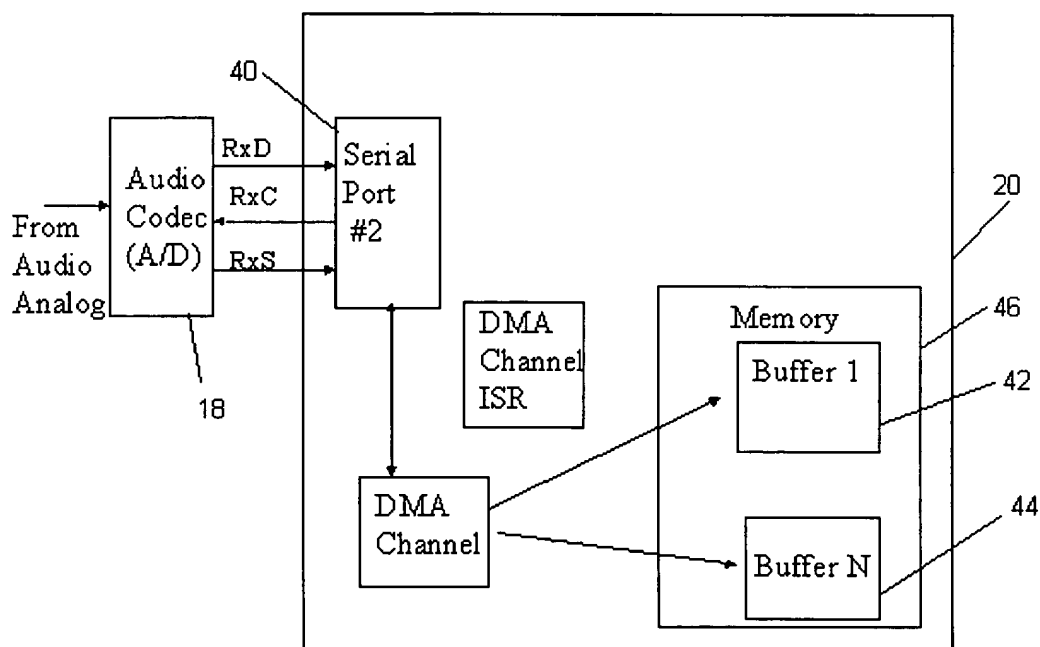 40
RxD
Serial
Port
#2
Audio
Codec
(A/D)
RxC
RxS
From
Audio
Analog
20
18
DMA
Channel
ISR
Memory
46
Buffer 1
42
DMA
Channel
Buffer N
44